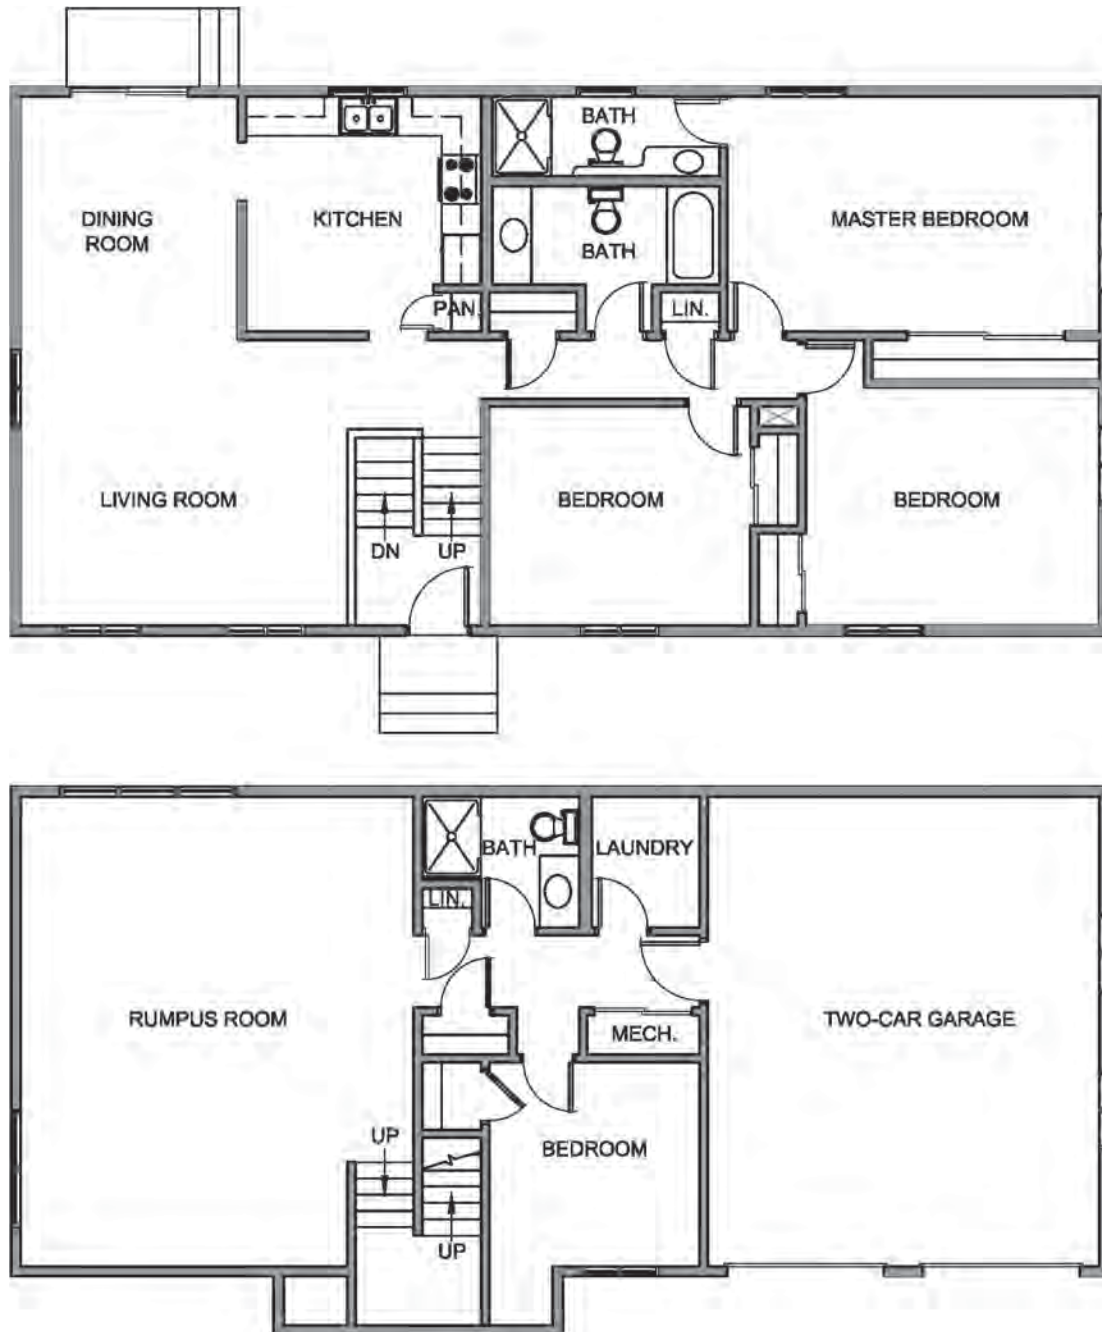 BATH
DINING
ROOM
KITCHEN
MASTER BEDROOM
BATH
PAN.
LIN.
LIVING ROOM
BEDROOM
BEDROOM
DN
UP
BATH
LAUNDRY
LIN.
RUMPUS ROOM
TWO-CAR GARAGE
MECH.
UP
BEDROOM
UP